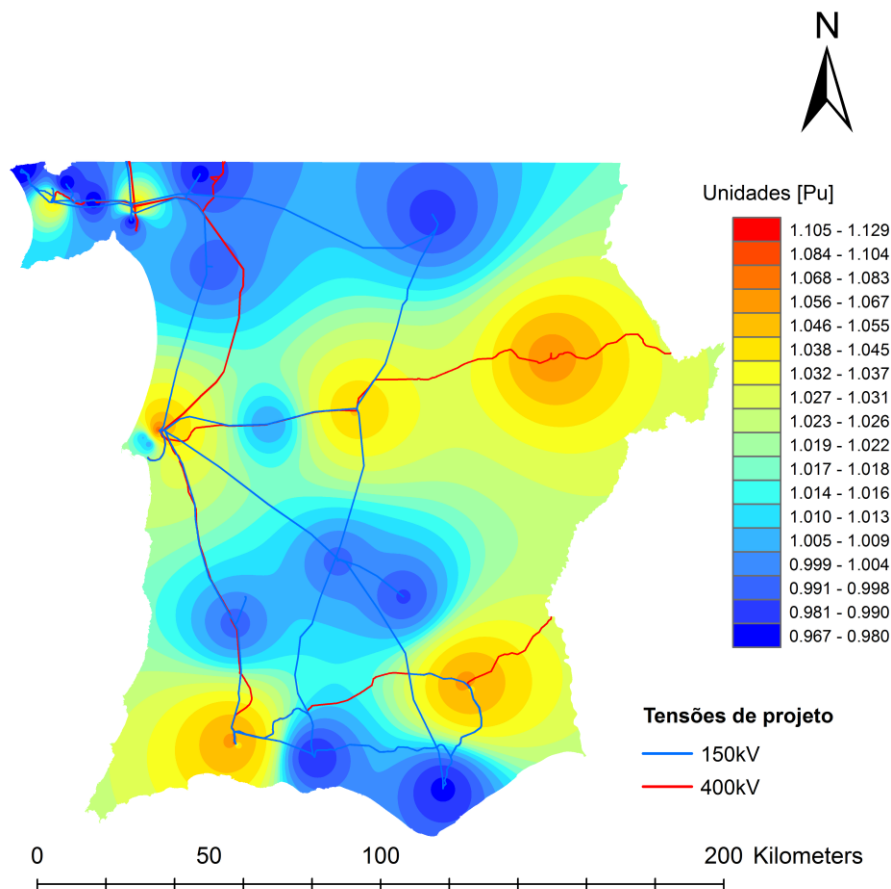 N
Unidades [Pu]
1.105 - 1.129
1.084 - 1.104
1.068 - 1.083
1.056 - 1.067
1.046 - 1.055
1.038 - 1.045
1.032 - 1.037
1.027 - 1.031
1.023 - 1.026
1.019 - 1.022
1.017 - 1.018
1.014 - 1.016
1.010 - 1.013
1.005 - 1.009
0.999 - 1.004
0.991 - 0.998
0.981 - 0.990
0.967 - 0.980
Tensões de projeto
150kV
400kV
0 50 100 200 Kilometers